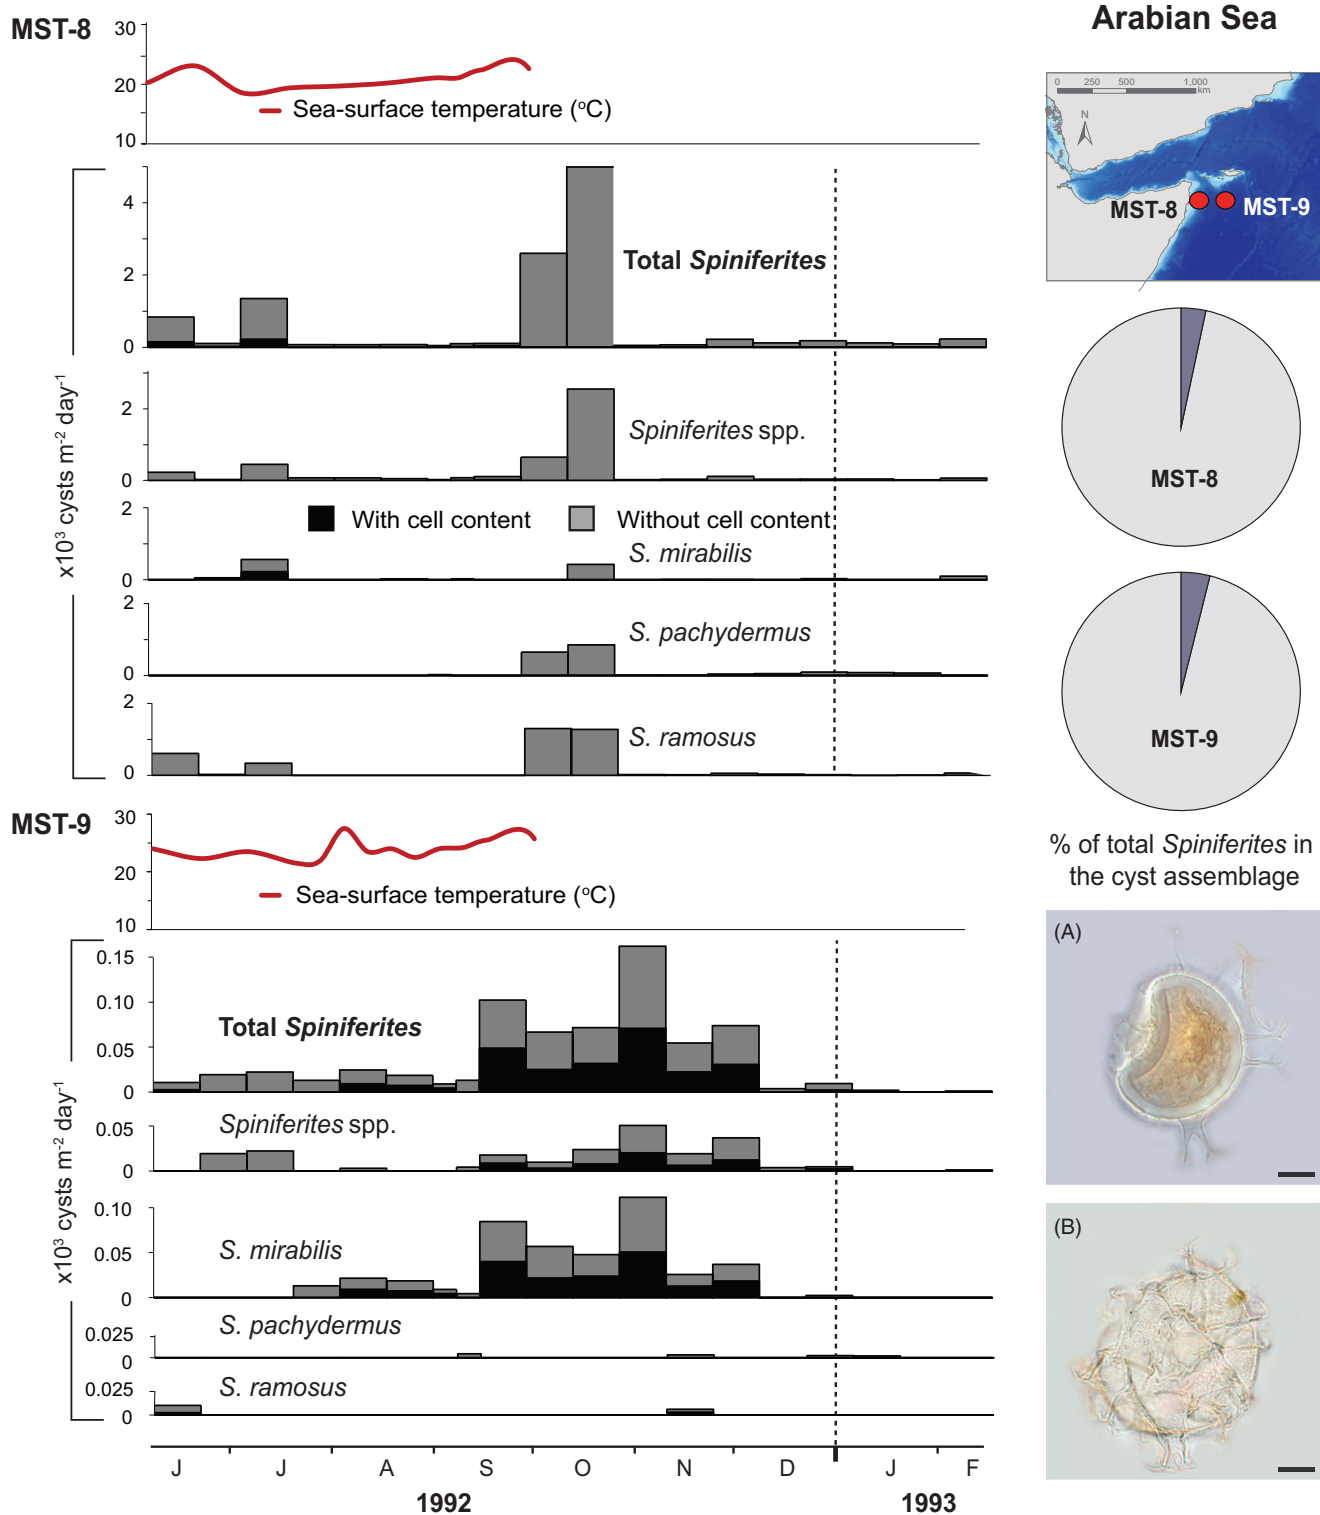 MST-8
30
20
10
Sea-surface temperature (°C)
Arabian Sea
0 250 500 1,000
km
N
MST-8
MST-9
x10³ cysts m⁻² day⁻¹
4
2
0
Total Spiniferites
2
0
Spiniferites spp.
2
0
With cell content
Without cell content
S. mirabilis
2
0
S. pachydermus
2
0
S. ramosus
MST-8
MST-9
% of total Spiniferites in
the cyst assemblage
MST-9
30
20
10
Sea-surface temperature (°C)
x10³ cysts m⁻² day⁻¹
0.15
0.10
0.05
0
Total Spiniferites
0.05
0
Spiniferites spp.
0.10
0.05
0
S. mirabilis
0.025
0
S. pachydermus
0.025
0
S. ramosus
J J A S O N D J F
1992 1993
(A)
(B)